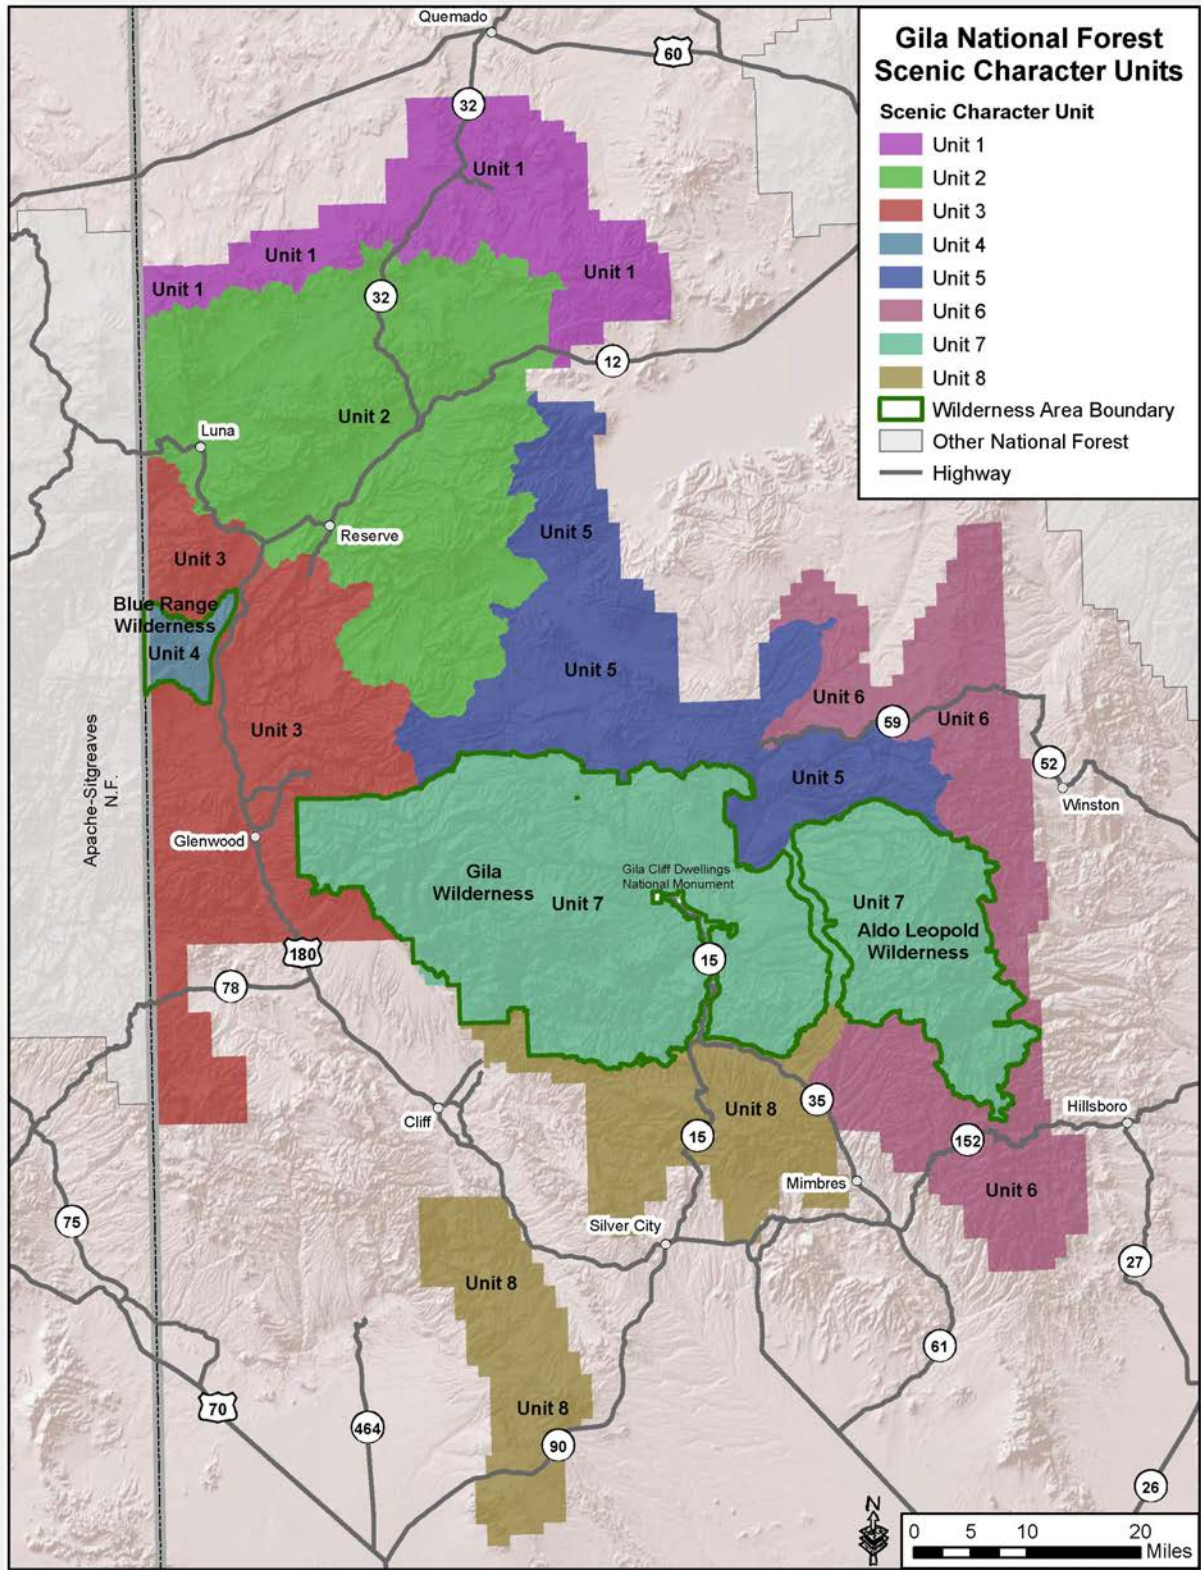 Gila National Forest
Scenic Character Units
Scenic Character Unit
Unit 1
Unit 2
Unit 3
Unit 4
Unit 5
Unit 6
Unit 7
Unit 8
Wilderness Area Boundary
Other National Forest
Highway
Quemado
60
32
Unit 1
Unit 1
Unit 1
Unit 1
32
12
Unit 2
Luna
Reserve
Unit 5
Unit 3
Blue Range
Wilderness
Unit 4
Unit 5
Unit 6
59
Unit 6
Unit 3
52
Unit 5
Winston
Apache-Sitgreaves
N.F.
Glenwood
Gila
Wilderness
Gila Cliff Dwellings
National Monument
Unit 7
Unit 7
Aldo Leopold
Wilderness
180
15
78
Cliff
Unit 8
35
Hillsboro
15
152
Mimbres
Unit 6
75
Silver City
27
Unit 8
61
70
Unit 8
464
90
26
N
0 5 10 20
Miles